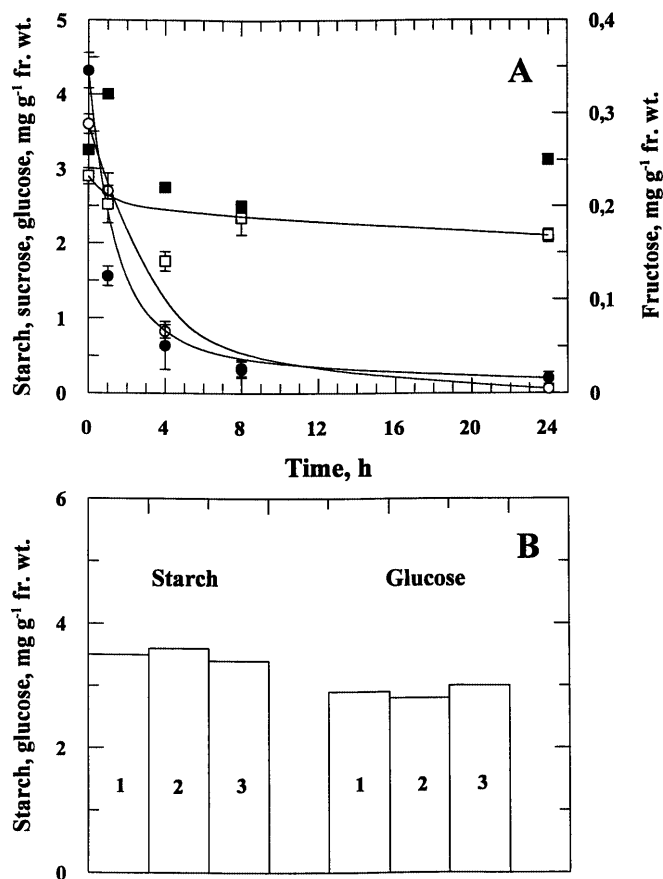 A
Starch, sucrose, glucose, mg g-1 fr. wt.
5
4
3
2
1
0
Fructose, mg g-1 fr. wt.
0,4
0,3
0,2
0,1
0
0 4 8 12 16 20 24
Time, h
B
Starch, glucose, mg g-1 fr. wt.
6
4
2
0
Starch Glucose
1 2 3 1 2 3